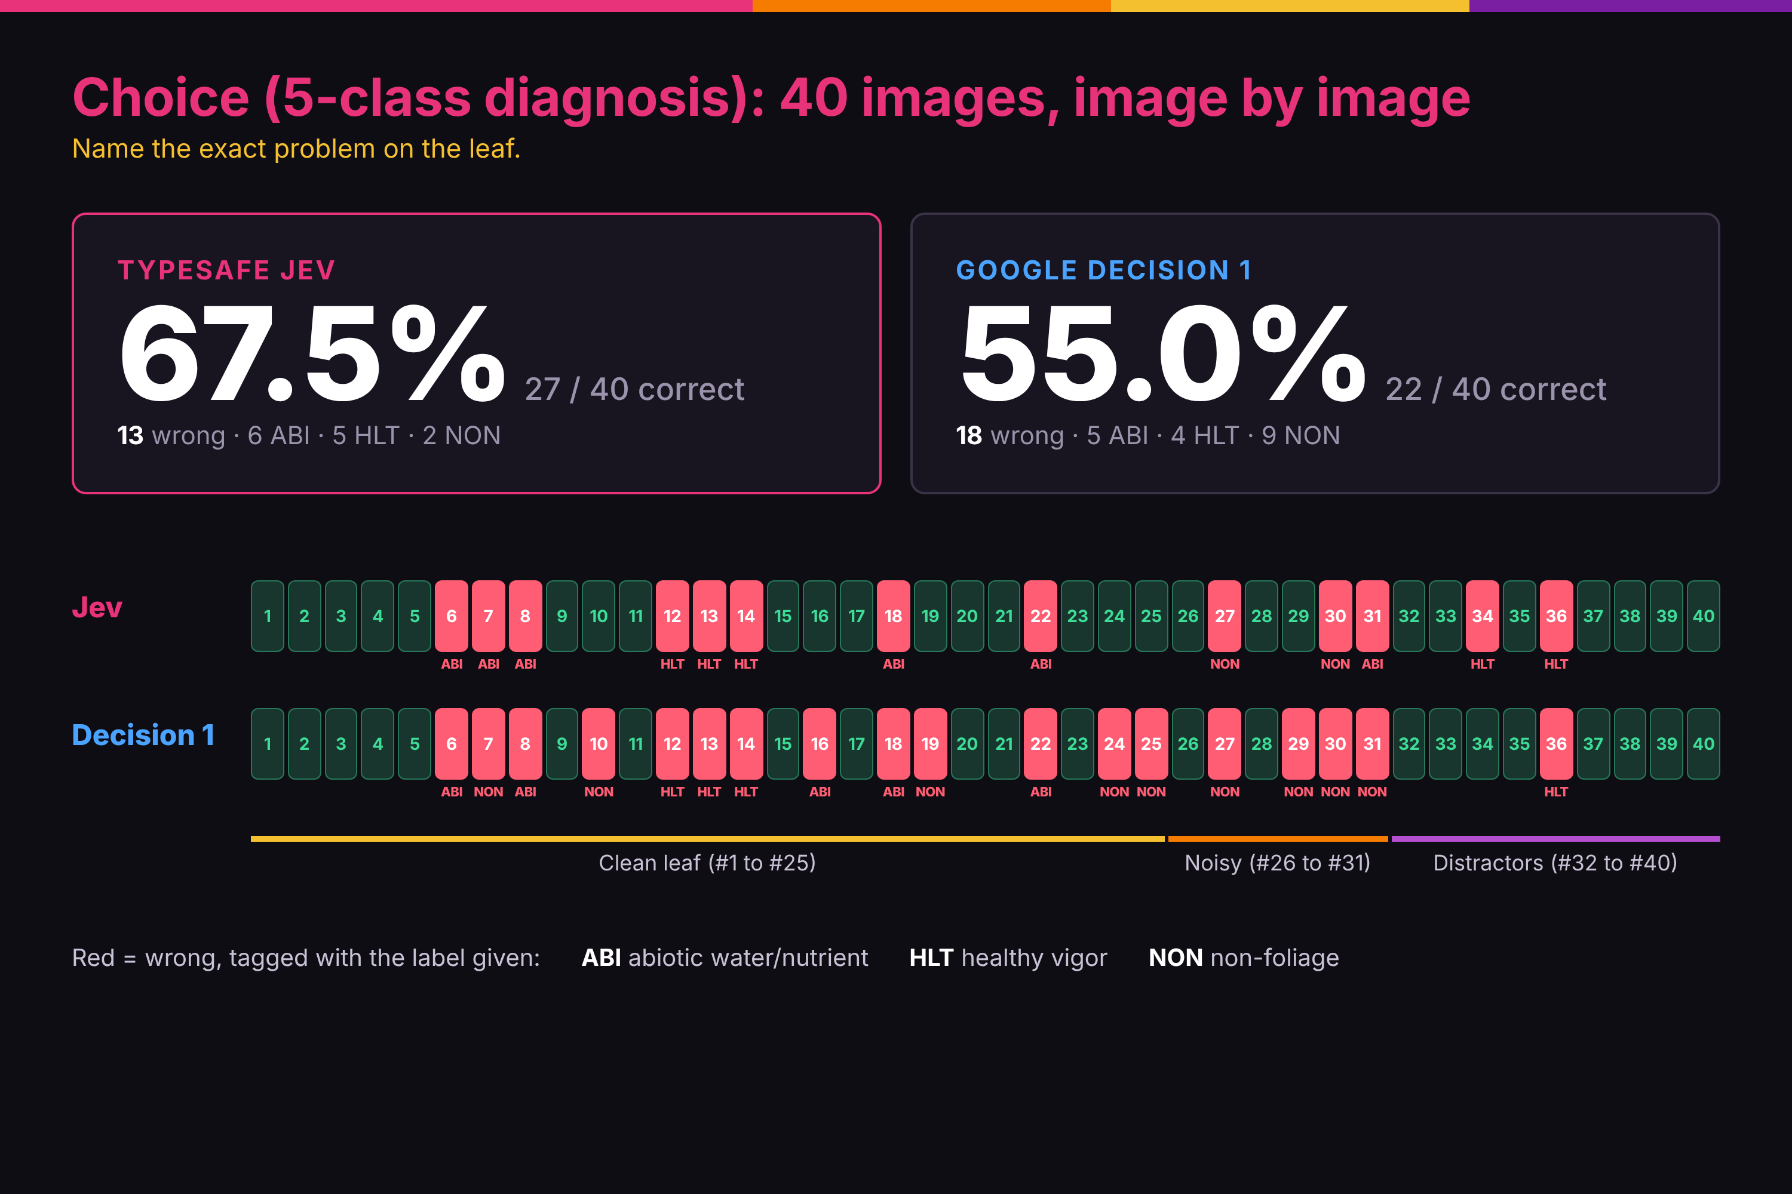 Choice (5-class diagnosis): 40 images, image by image
Name the exact problem on the leaf.
TYPESAFE JEV
67.5% 27 / 40 correct
13 wrong · 6 ABI · 5 HLT · 2 NON
GOOGLE DECISION 1
55.0% 22 / 40 correct
18 wrong · 5 ABI · 4 HLT · 9 NON
Jev 1 2 3 4 5 6 7 8 9 10 11 12 13 14 15 16 17 18 19 20 21 22 23 24 25 26 27 28 29 30 31 32 33 34 35 36 37 38 39 40
ABI ABI ABI HLT HLT HLT ABI ABI NON NON ABI HLT HLT
Decision 1 1 2 3 4 5 6 7 8 9 10 11 12 13 14 15 16 17 18 19 20 21 22 23 24 25 26 27 28 29 30 31 32 33 34 35 36 37 38 39 40
ABI NON ABI NON HLT HLT HLT ABI ABI NON ABI NON NON NON NON NON NON HLT
Clean leaf (#1 to #25) Noisy (#26 to #31) Distractors (#32 to #40)
Red = wrong, tagged with the label given: ABI abiotic water/nutrient HLT healthy vigor NON non-foliage